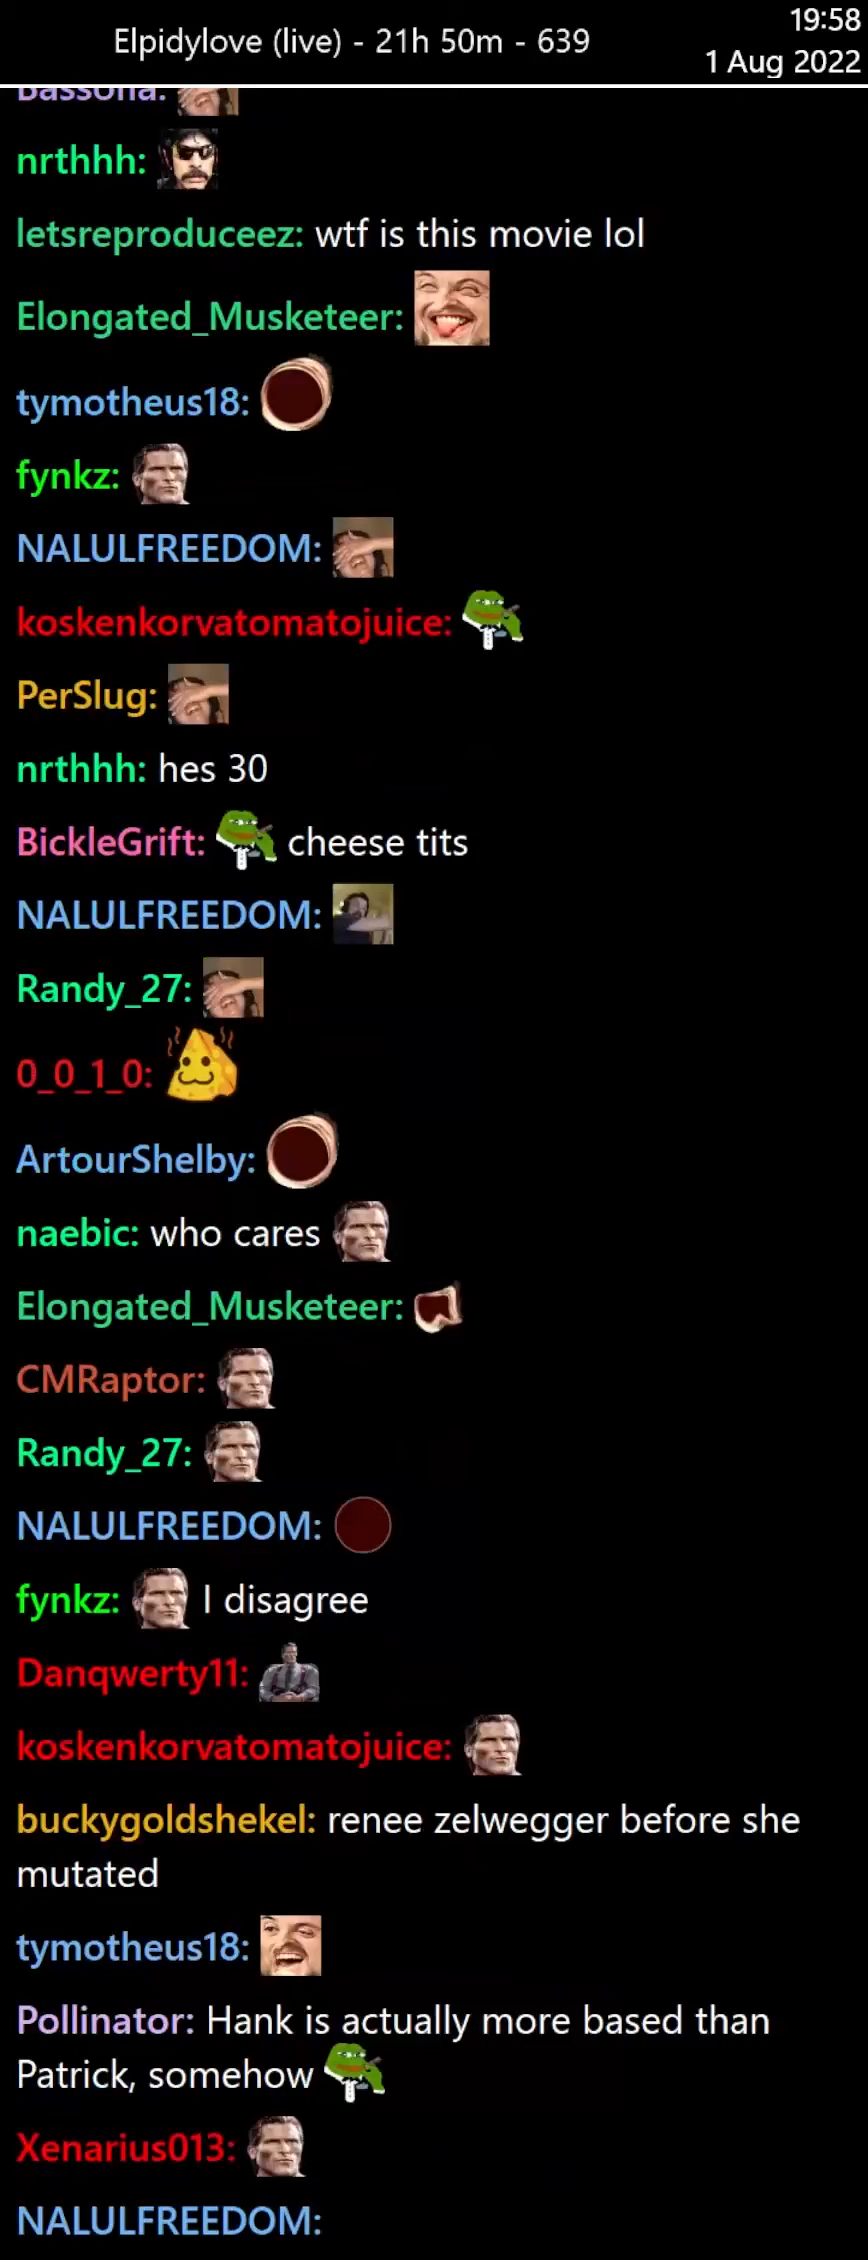 Elpidylove (live) - 21h 50m - 639
19:58
1 Aug 2022
Bassona:
nrthhh:
letsreproduceez: wtf is this movie lol
Elongated_Musketeer:
tymotheus18:
fynkz:
NALULFREEDOM:
koskenkorvatomatojuice:
PerSlug:
nrthhh: hes 30
BickleGrift: cheese tits
NALULFREEDOM:
Randy_27:
0_0_1_0:
ArtourShelby:
naebic: who cares
Elongated_Musketeer:
CMRaptor:
Randy_27:
NALULFREEDOM:
fynkz: I disagree
Danqwerty11:
koskenkorvatomatojuice:
buckygoldshekel: renee zelwegger before she
mutated
tymotheus18:
Pollinator: Hank is actually more based than
Patrick, somehow
Xenarius013:
NALULFREEDOM: